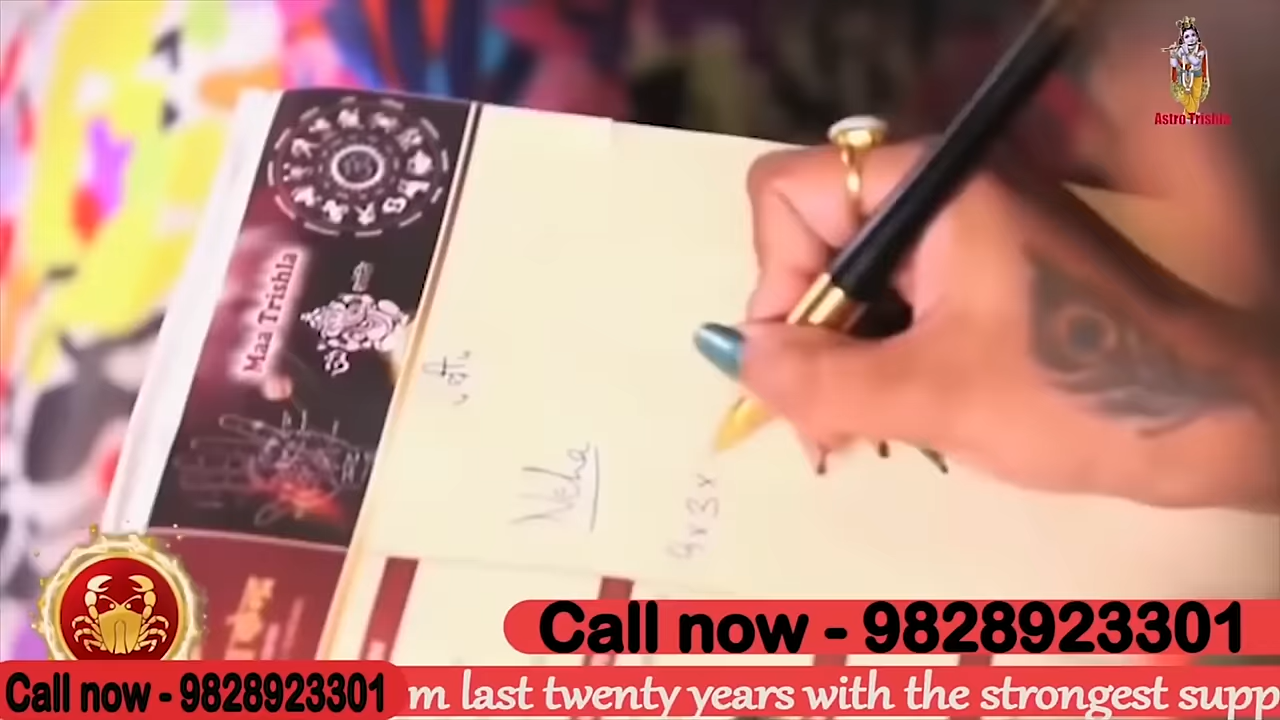 Astro Trishla
Maa Trishla
Neha
Call now - 9828923301
Call now - 9828923301
m last twenty years with the strongest supp